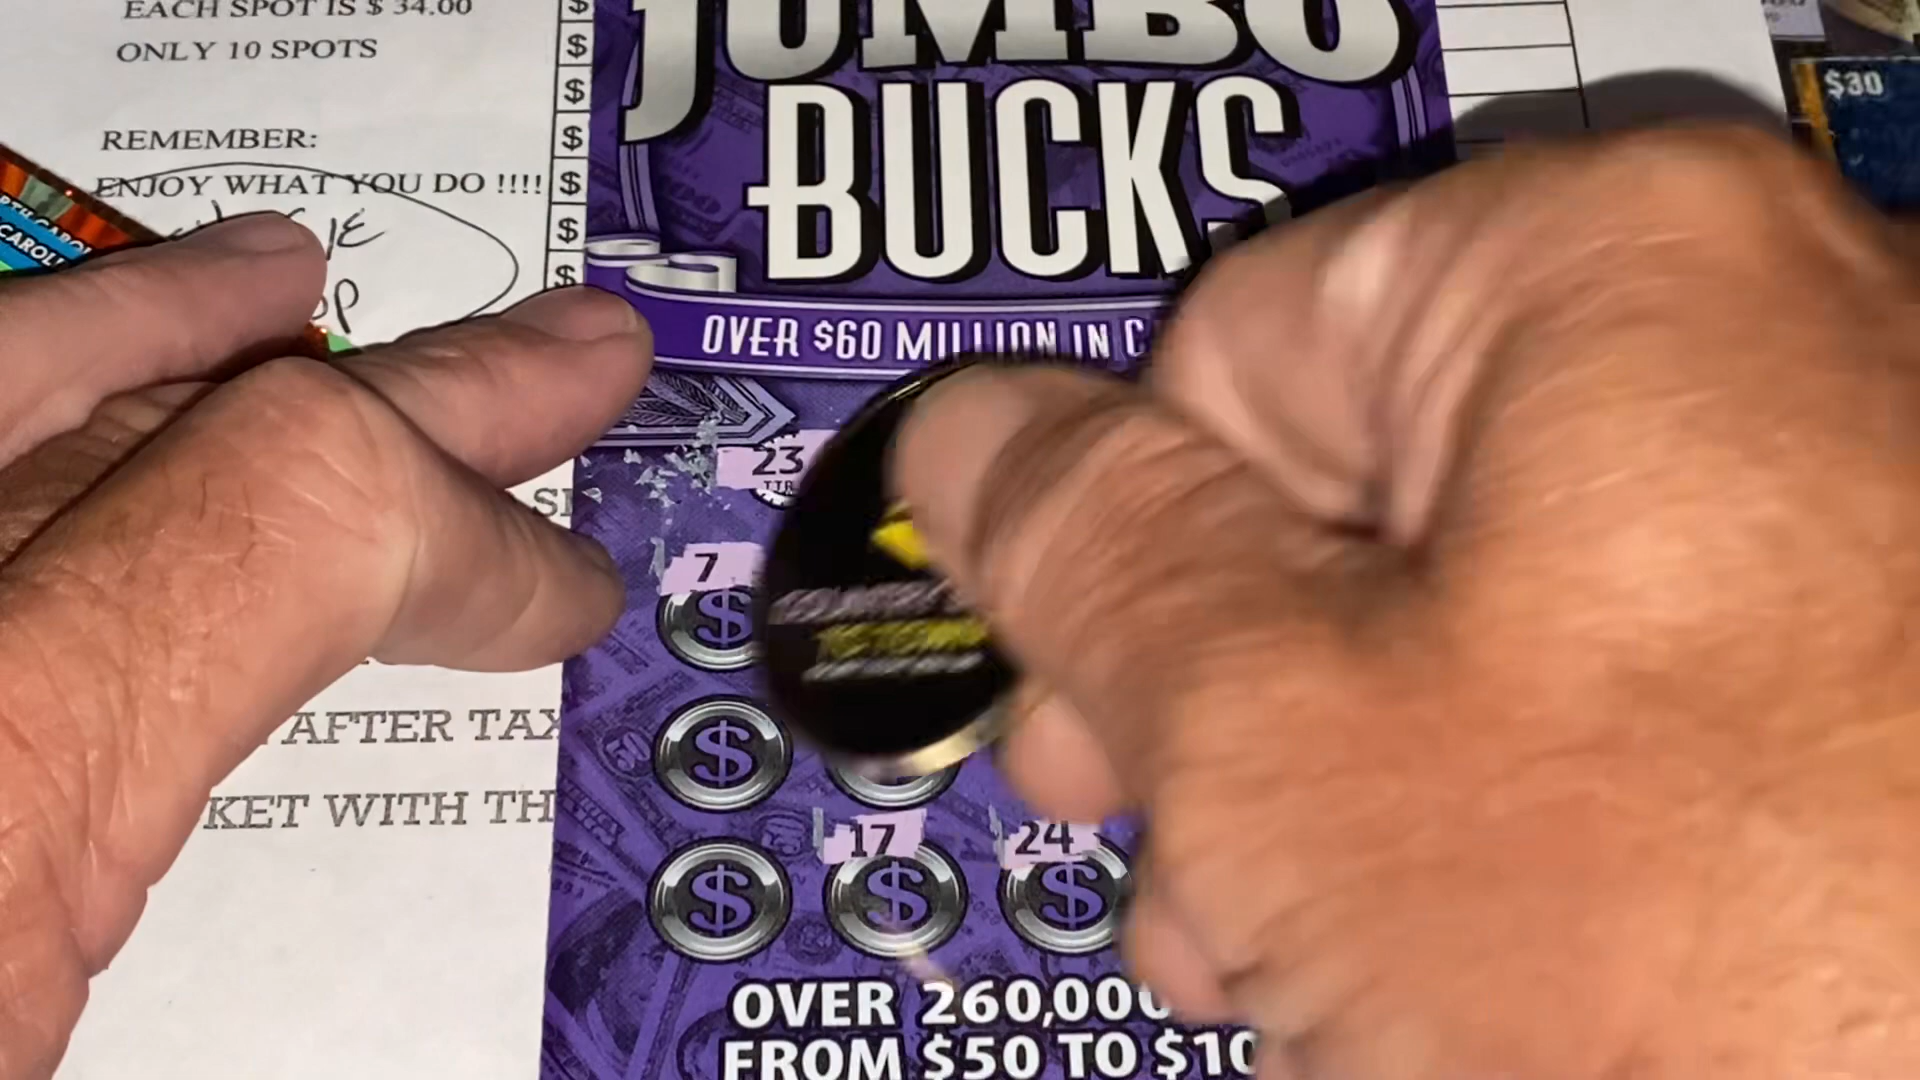 EACH SPOT IS $ 34.00
ONLY 10 SPOTS
REMEMBER:
ENJOY WHAT YOU DO !!!!
$
$
$
$
$
$
$
JUMBO
BUCKS
$30
OVER $60 MILLION IN
23
TTR
7
$
$
17
24
$
$
$
AFTER TAX
KET WITH TH
OVER 260,000
FROM $50 TO $10